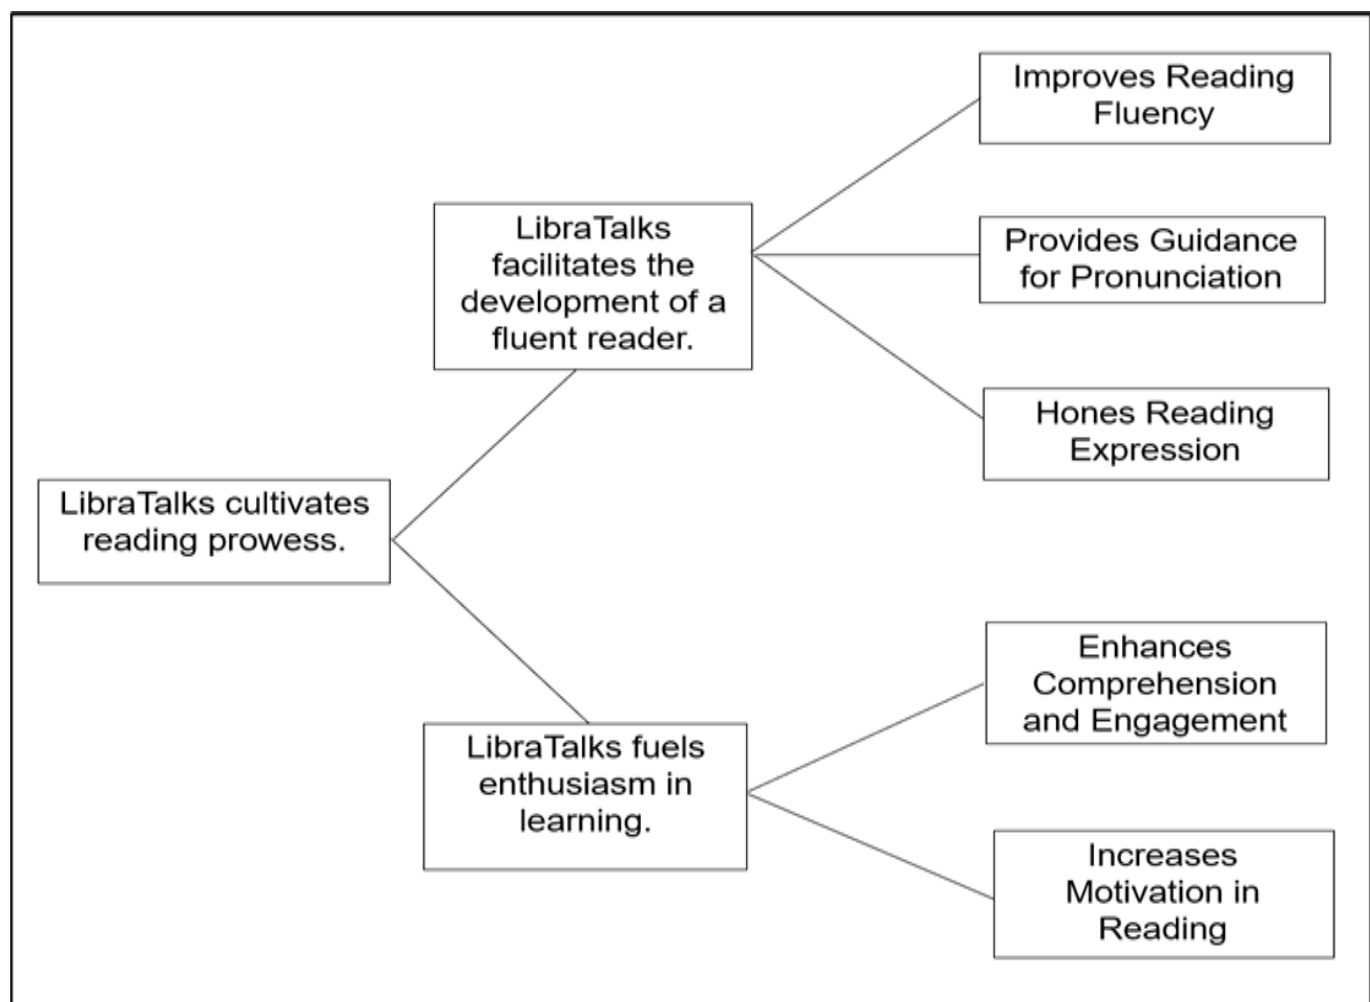 Improves Reading
Fluency
LibraTalks
facilitates the
development of a
fluent reader.
Provides Guidance
for Pronunciation
Hones Reading
Expression
LibraTalks cultivates
reading prowess.
Enhances
Comprehension
and Engagement
LibraTalks fuels
enthusiasm in
learning.
Increases
Motivation in
Reading